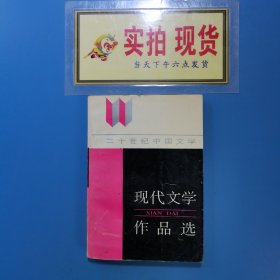 实拍 现货
当天下午六点发货
二十世纪中国文学
现代文学
XIAN DAI
作品选